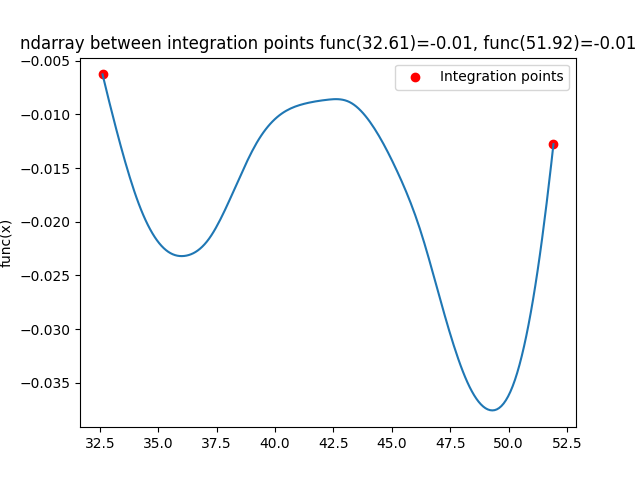 ndarray between integration points func(32.61)=-0.01, func(51.92)=-0.01
Integration points
func(x)
−0.005
−0.010
−0.015
−0.020
−0.025
−0.030
−0.035
32.5 35.0 37.5 40.0 42.5 45.0 47.5 50.0 52.5